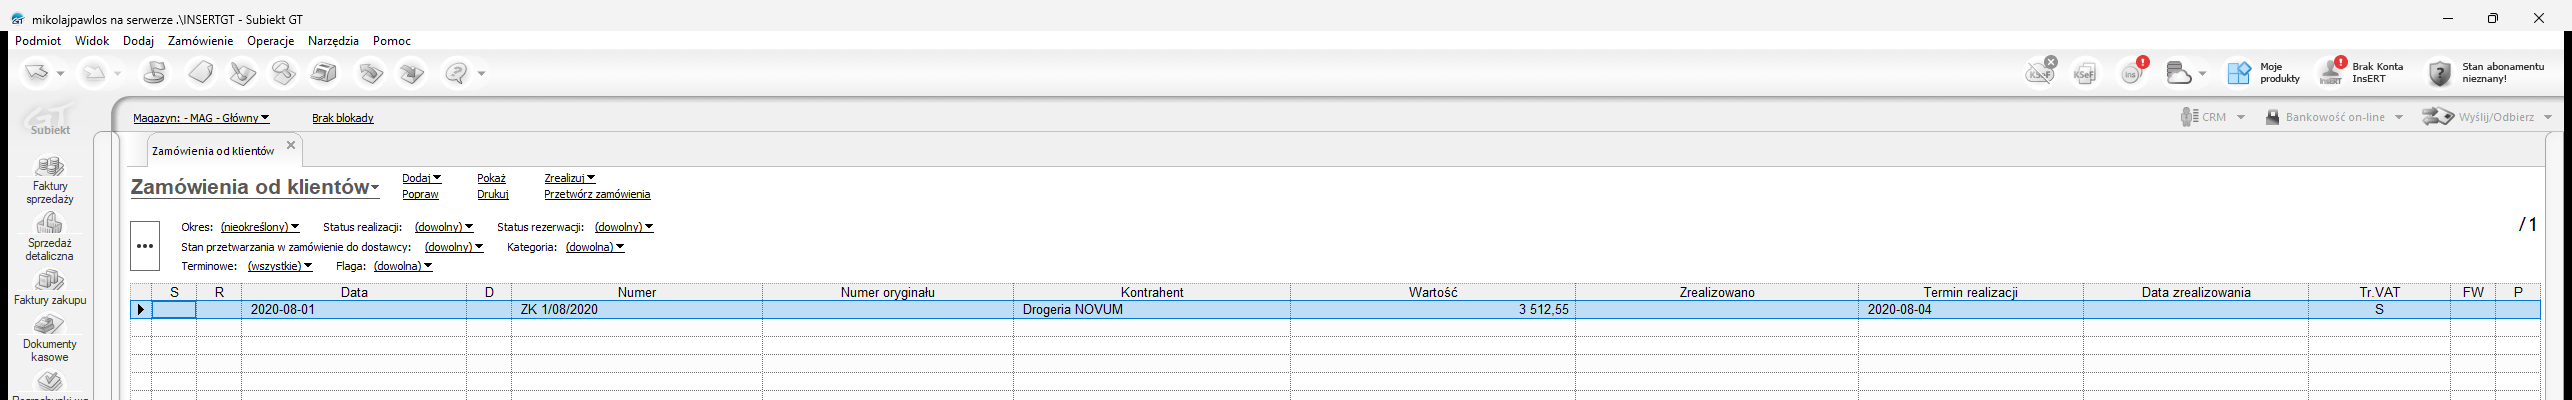 mikolajpawlos na serwerze .\INSERTGT - Subiekt GT
Podmiot Widok Dodaj Zamówienie Operacje Narzędzia Pomoc
KSeF KSeF ins Moje produkty InsERT Brak Konta InsERT ? Stan abonamentu nieznany!
GT Subiekt
Magazyn: - MAG - Główny Brak blokady CRM Bankowość on-line Wyślij/Odbierz
Zamówienia od klientów
Faktury sprzedaży
Sprzedaż detaliczna
Faktury zakupu
Dokumenty kasowe
Zamówienia od klientów
Dodaj Pokaż Zrealizuj
Popraw Drukuj Przetwórz zamówienia
Okres: (nieokreślony) Status realizacji: (dowolny) Status rezerwacji: (dowolny)
/1
Stan przetwarzania w zamówienie do dostawcy: (dowolny) Kategoria: (dowolna)
Terminowe: (wszystkie) Flaga: (dowolna)
S R Data D Numer Numer oryginału Kontrahent Wartość Zrealizowano Termin realizacji Data zrealizowania Tr.VAT FW P
2020-08-01 ZK 1/08/2020 Drogeria NOVUM 3 512,55 2020-08-04 S